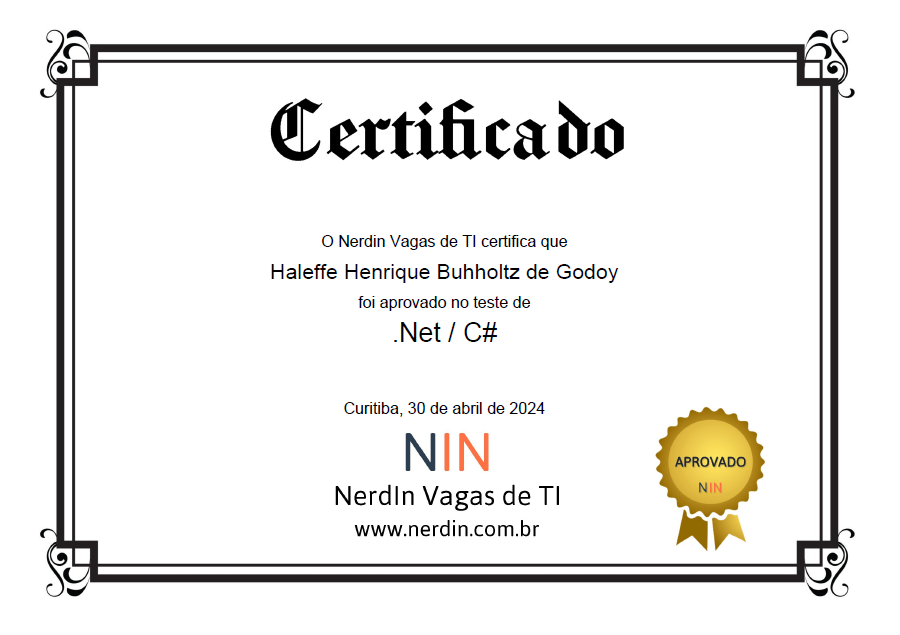 Certificado
O Nerdin Vagas de TI certifica que
Haleffe Henrique Buhholtz de Godoy
foi aprovado no teste de
.Net / C#
Curitiba, 30 de abril de 2024
NIN
NerdIn Vagas de TI
www.nerdin.com.br
APROVADO
NIN